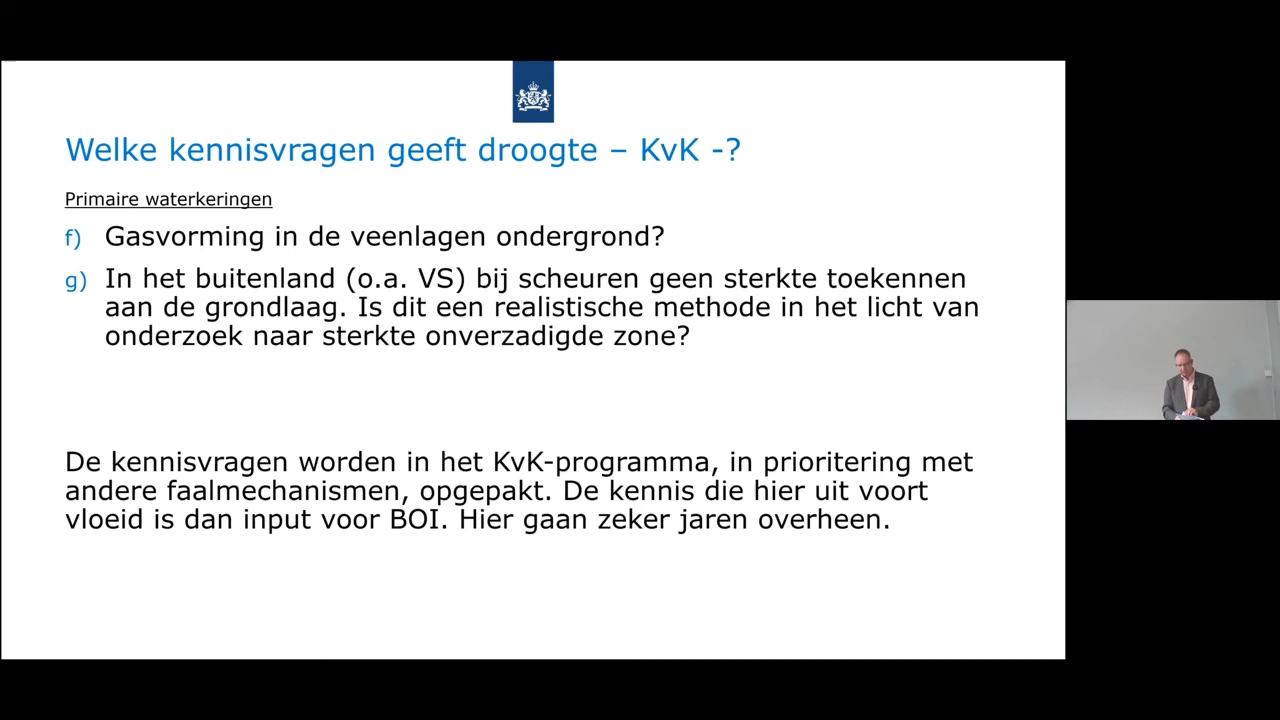 Welke kennisvragen geeft droogte – KvK -?
Primaire waterkeringen
f) Gasvorming in de veenlagen ondergrond?
g) In het buitenland (o.a. VS) bij scheuren geen sterkte toekennen
aan de grondlaag. Is dit een realistische methode in het licht van
onderzoek naar sterkte onverzadigde zone?
De kennisvragen worden in het KvK-programma, in prioritering met
andere faalmechanismen, opgepakt. De kennis die hier uit voort
vloeid is dan input voor BOI. Hier gaan zeker jaren overheen.